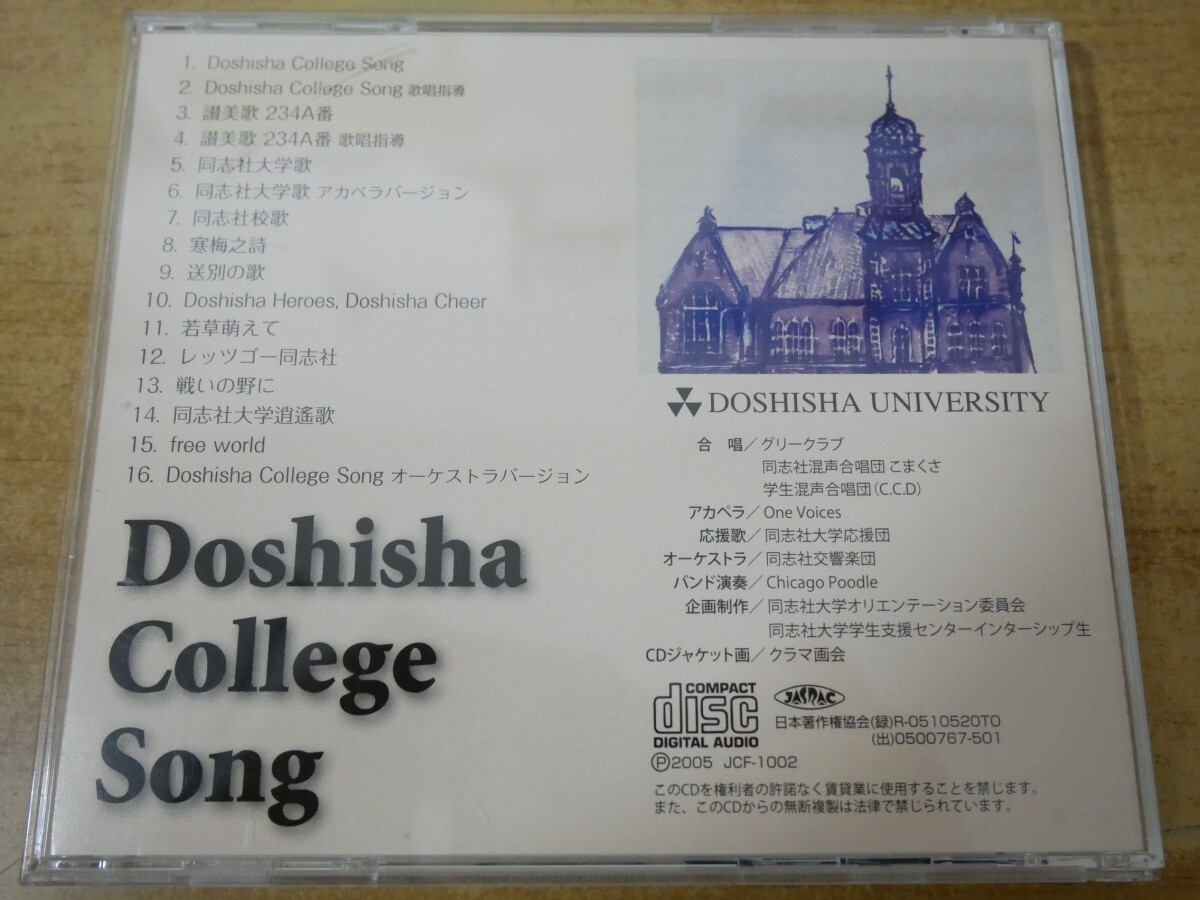 1. Doshisha College Song
2. Doshisha College Song 歌唱指導
3. 讃美歌 234A番
4. 讃美歌 234A番 歌唱指導
5. 同志社大学歌
6. 同志社大学歌 アカペラバージョン
7. 同志社校歌
8. 寒梅之詩
9. 送別の歌
10. Doshisha Heroes, Doshisha Cheer
11. 若草萌えて
12. レッツゴー同志社
13. 戦いの野に
14. 同志社大学逍遙歌
15. free world
16. Doshisha College Song オーケストラバージョン
Doshisha
College
Song
DOSHISHA UNIVERSITY
合 唱／グリークラブ
同志社混声合唱団 こまくさ
学生混声合唱団（C.C.D）
アカペラ／One Voices
応援歌／同志社大学応援団
オーケストラ／同志社交響楽団
バンド演奏／Chicago Poodle
企画制作／同志社大学オリエンテーション委員会
同志社大学学生支援センターインターシップ生
CDジャケット画／クラマ画会
COMPACT
disc
DIGITAL AUDIO
JASRAC
日本著作権協会(録)R-0510520TO
(出)0500767-501
Ⓟ2005 JCF-1002
このCDを権利者の許諾なく賃貸業に使用することを禁じます。
また、このCDからの無断複製は法律で禁じられています。